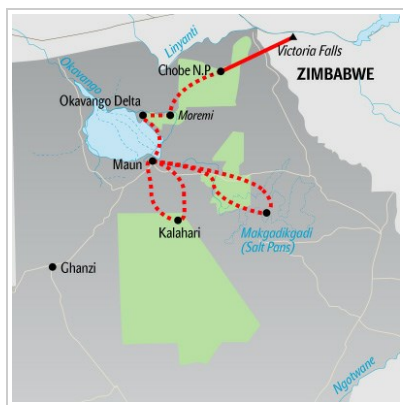 Linyanti
Victoria Falls
Okavango
Chobe N.P.
ZIMBABWE
Okavango Delta
Moremi
Maun
Makgadikgadi
(Salt Pans)
Kalahari
Ghanzi
Ngotwane